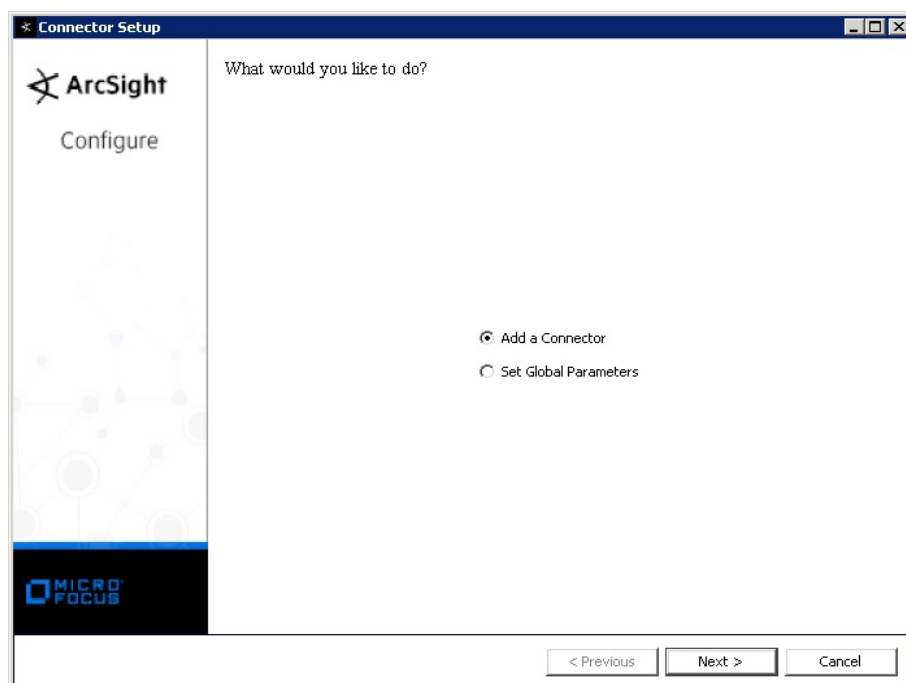 Connector Setup
ArcSight
Configure
What would you like to do?
Add a Connector
Set Global Parameters
MICRO
FOCUS
< Previous
Next >
Cancel